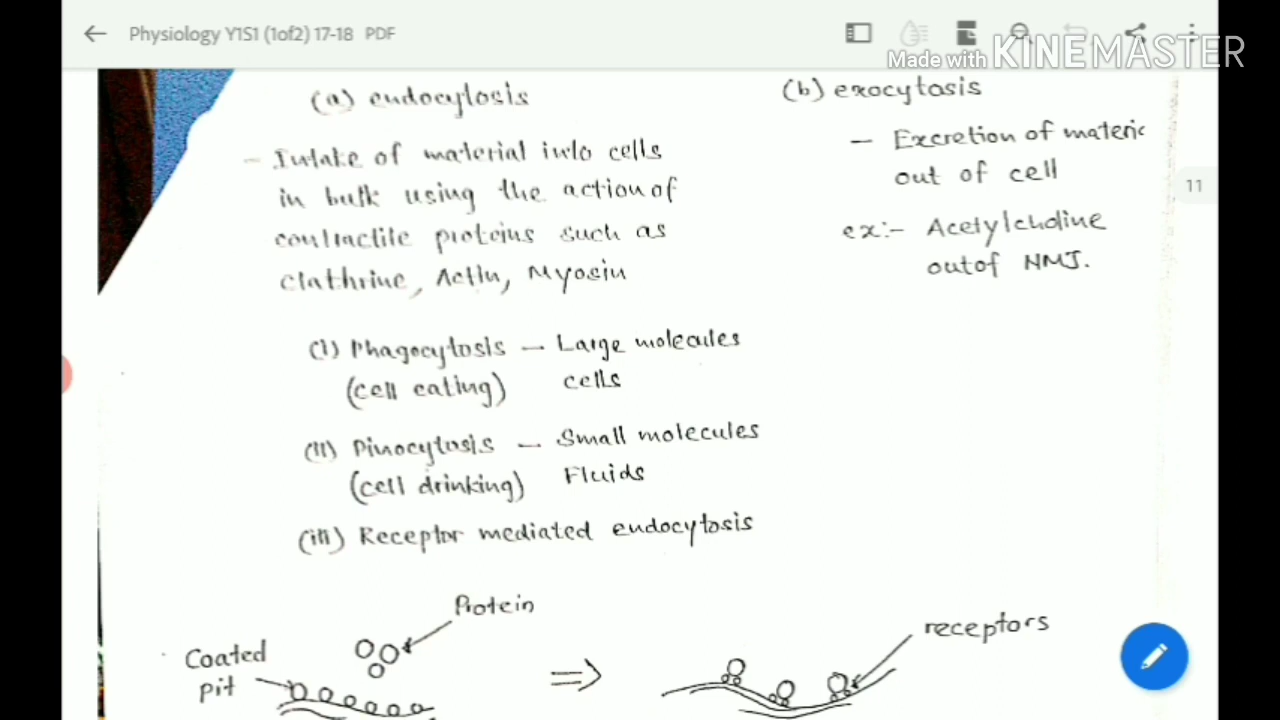 Physiology Y1S1 (1of2) 17-18 PDF
Made with KINEMASTER
(a) endocytosis
- Intake of material into cells
in bulk using the action of
contractile proteins such as
Clathrine, Actin, Myosin
(i) Phagocytosis - Large molecules
(cell eating) cells
(ii) Pinocytosis - Small molecules
(cell drinking) Fluids
(iii) Receptor mediated endocytosis
(b) exocytosis
- Excretion of materia
out of cell
ex:- Acetylcholine
out of NMJ.
11
Protein
Coated
pit
receptors